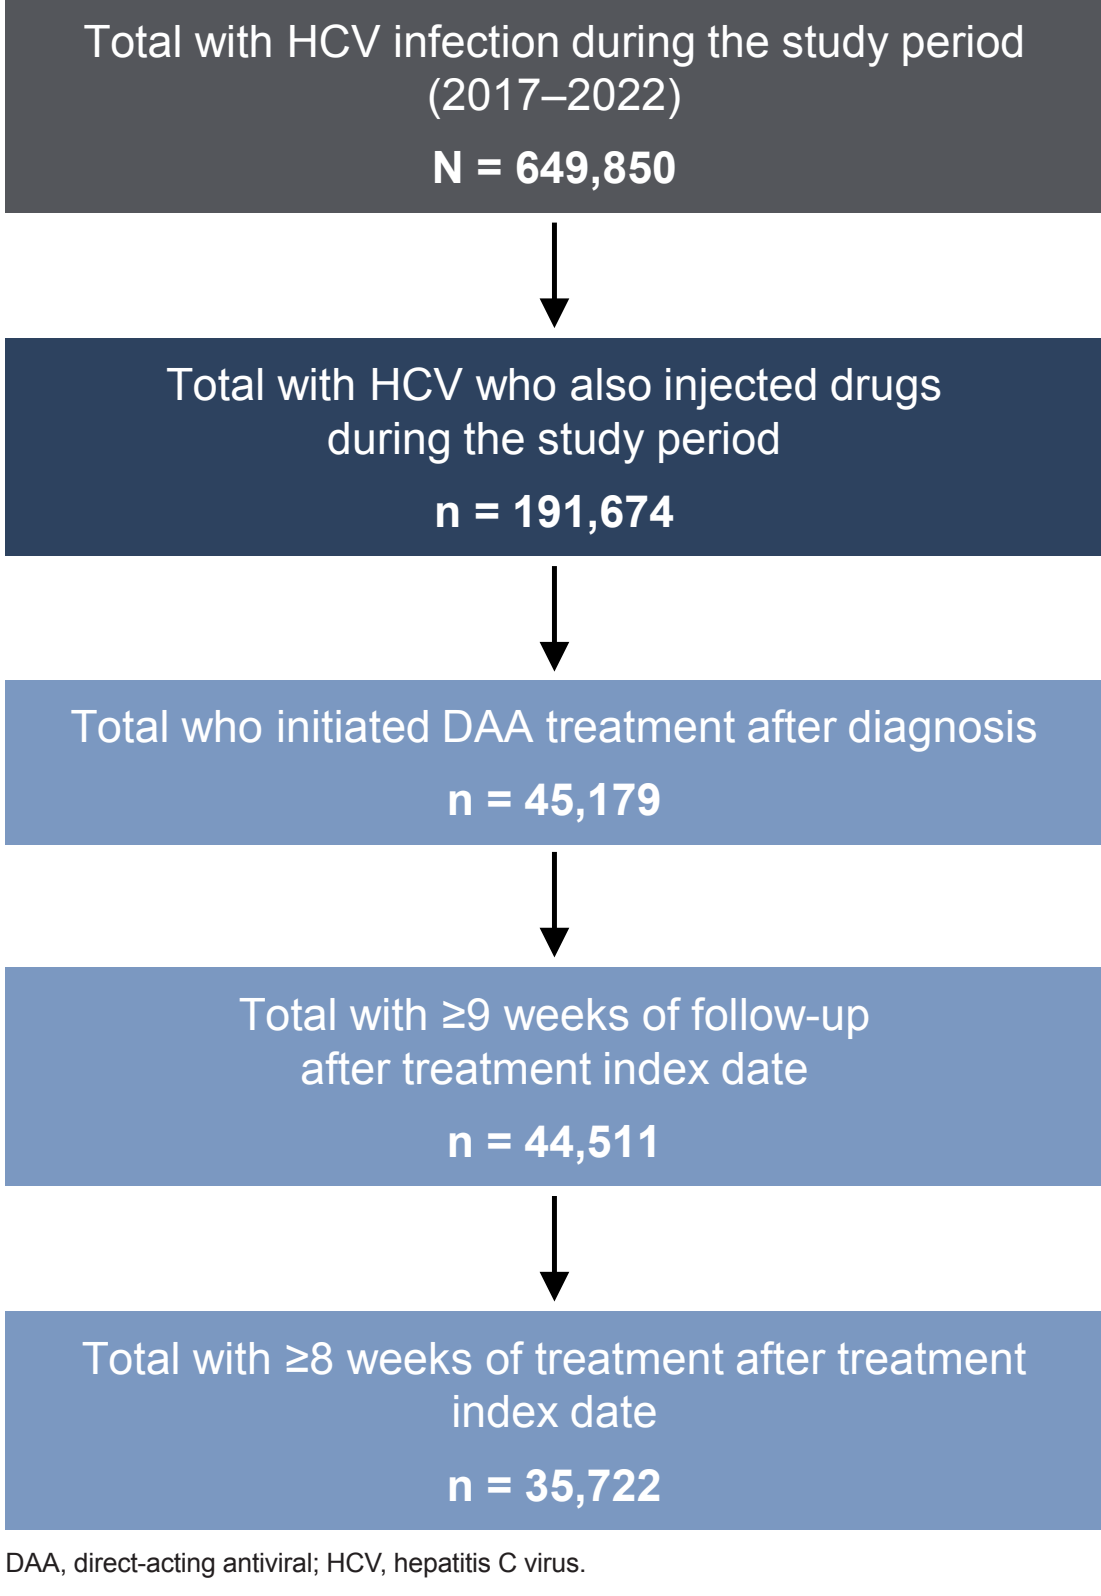 Total with HCV infection during the study period
(2017–2022)
N = 649,850
Total with HCV who also injected drugs
during the study period
n = 191,674
Total who initiated DAA treatment after diagnosis
n = 45,179
Total with ≥9 weeks of follow-up
after treatment index date
n = 44,511
Total with ≥8 weeks of treatment after treatment
index date
n = 35,722
DAA, direct-acting antiviral; HCV, hepatitis C virus.